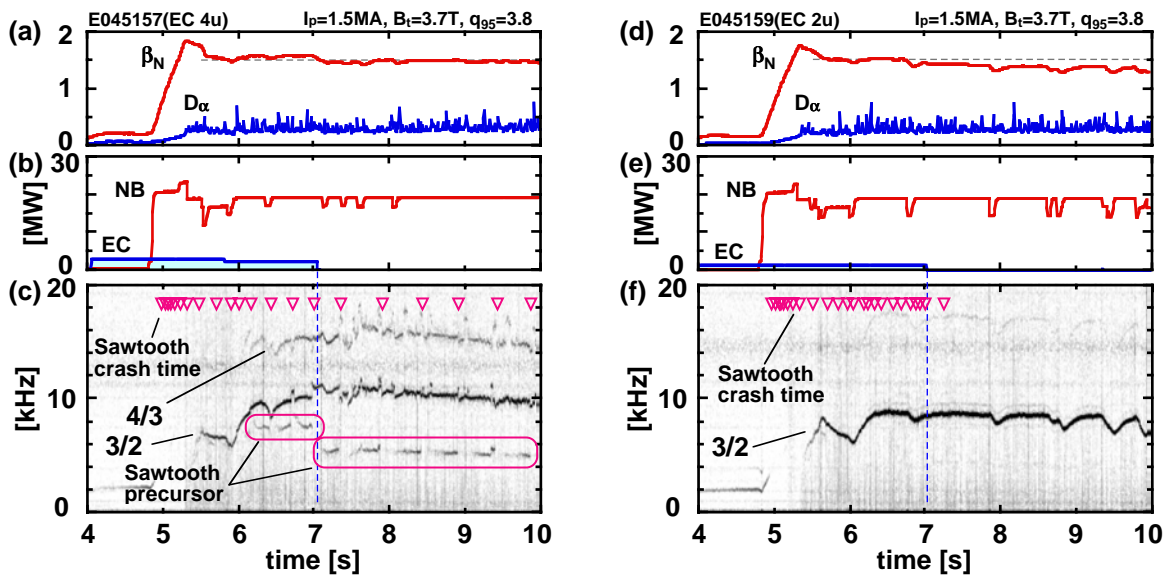 E045157(EC 4u) Iₚ=1.5MA, Bₜ=3.7T, q₉₅=3.8
(a)
2
1
0
β_N
Dα
(b)
30
0
[MW]
NB
EC
(c)
20
10
0
[kHz]
Sawtooth
crash time
4/3
3/2
Sawtooth
precursor
4 5 6 7 8 9 10
time [s]
E045159(EC 2u) Iₚ=1.5MA, Bₜ=3.7T, q₉₅=3.8
(d)
2
1
0
β_N
Dα
(e)
30
0
[MW]
NB
EC
(f)
20
10
0
[kHz]
Sawtooth
crash time
3/2
4 5 6 7 8 9 10
time [s]